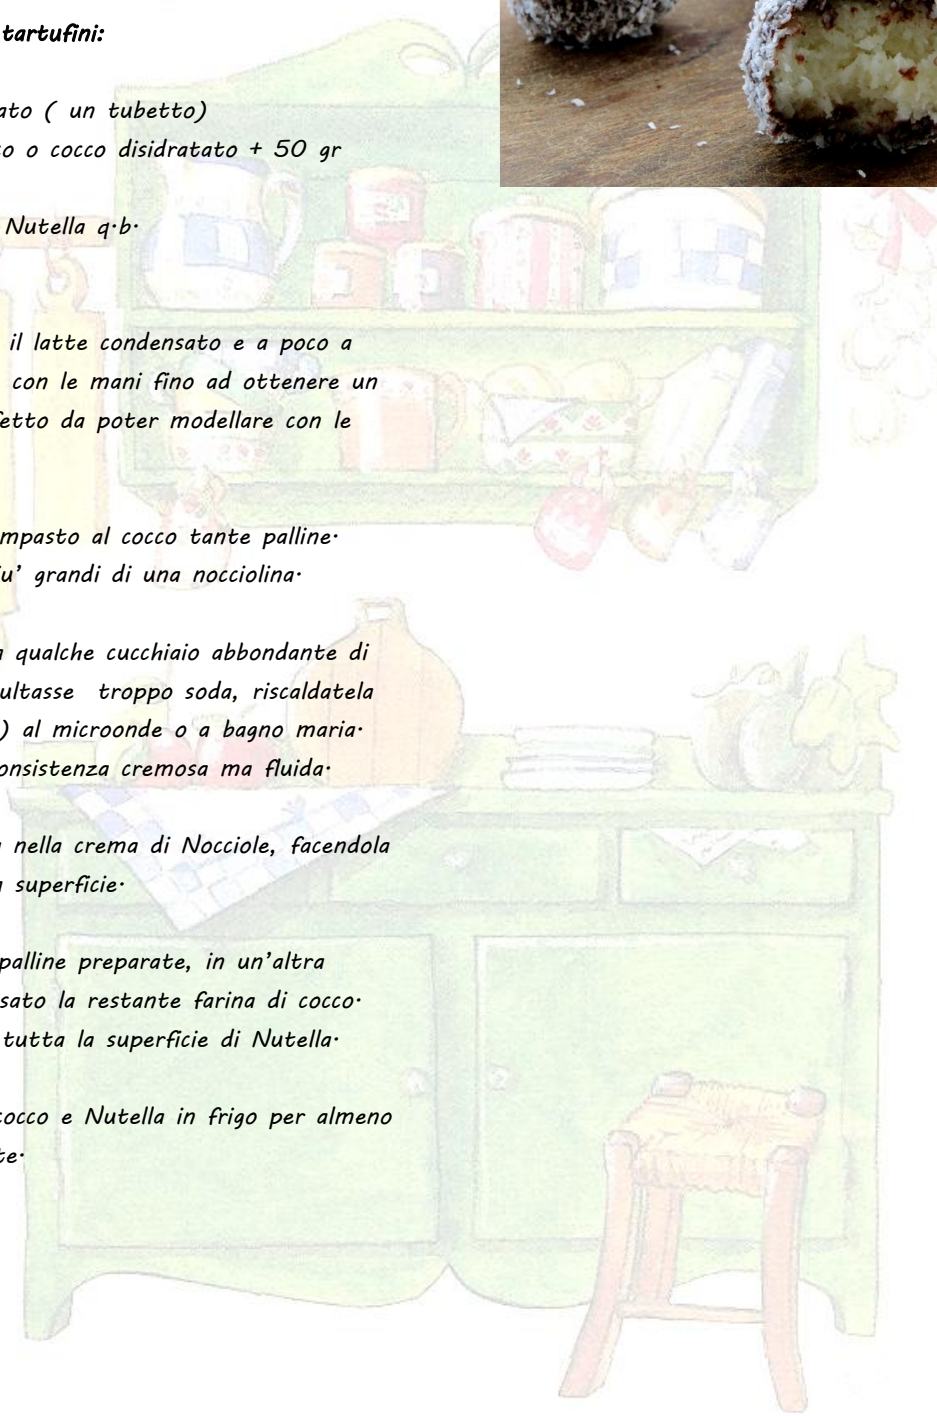 tartufini:
ato ( un tubetto)
o o cocco disidratato + 50 gr
Nutella q.b.
il latte condensato e a poco a
con le mani fino ad ottenere un
fetto da poter modellare con le
mpasto al cocco tante palline.
iu' grandi di una nocciolina.
a qualche cucchiaio abbondante di
ultasse troppo soda, riscaldatela
) al microonde o a bagno maria.
onsistenza cremosa ma fluida.
a nella crema di Nocciole, facendola
a superficie.
palline preparate, in un'altra
sato la restante farina di cocco.
tutta la superficie di Nutella.
cocco e Nutella in frigo per almeno
te.